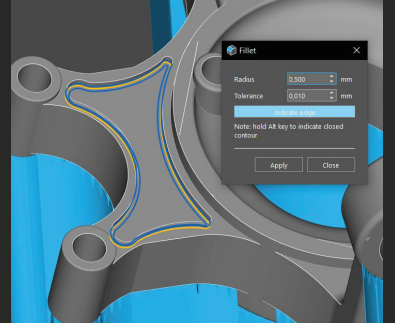 Fillet
Radius 0,500 mm
Tolerance 0,010 mm
Indicate edge
Note: hold Alt key to indicate closed
contour
Apply Close